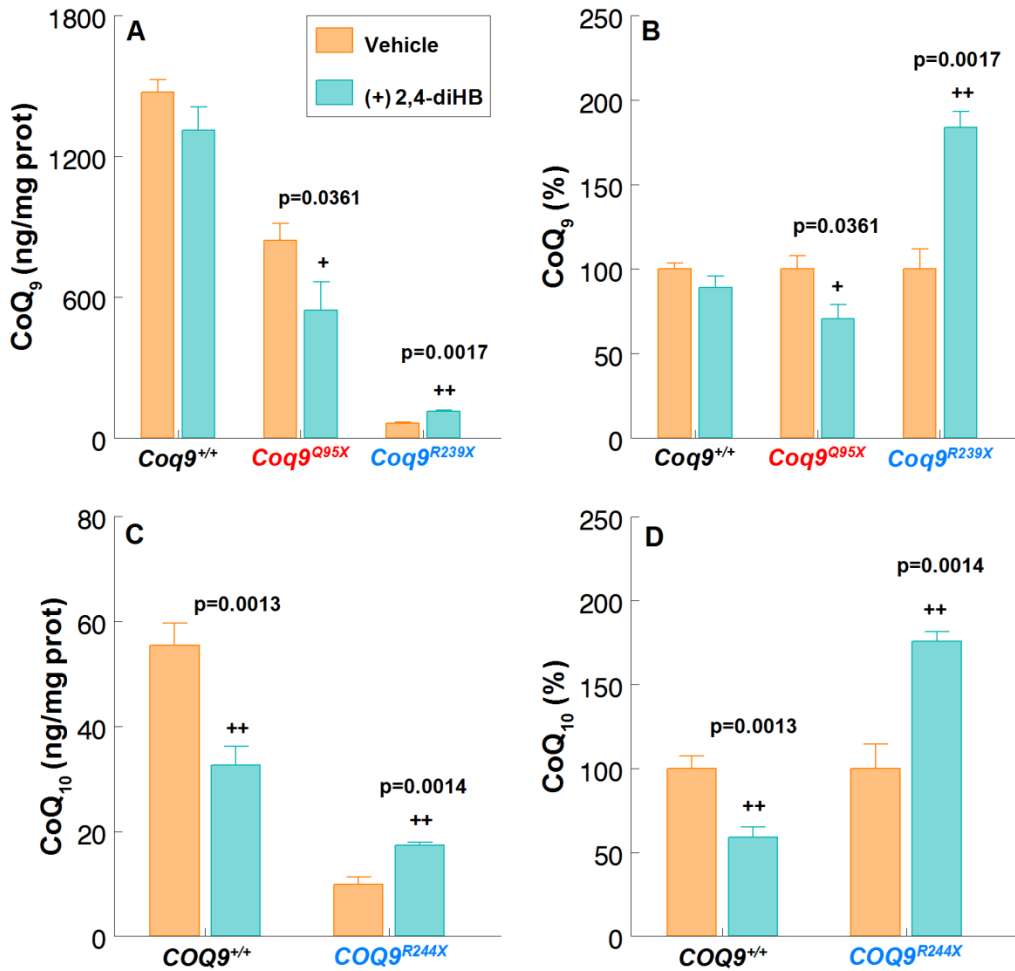 A
1800
1200
600
0
CoQ9 (ng/mg prot)
Vehicle
(+) 2,4-diHB
p=0.0361
+
p=0.0017
++
Coq9+/+ Coq9Q95X Coq9R239X
B
250
200
150
100
50
0
CoQ9 (%)
p=0.0017
++
p=0.0361
+
Coq9+/+ Coq9Q95X Coq9R239X
C
80
60
40
20
0
CoQ10 (ng/mg prot)
p=0.0013
++
p=0.0014
++
COQ9+/+ COQ9R244X
D
250
200
150
100
50
0
CoQ10 (%)
p=0.0014
++
p=0.0013
++
COQ9+/+ COQ9R244X